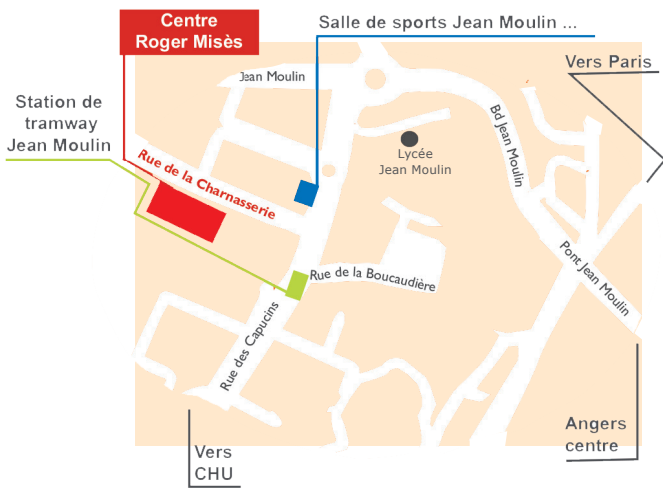 Centre
Roger Misès
Salle de sports Jean Moulin ...
Vers Paris
Jean Moulin
Station de
tramway
Jean Moulin
Bd Jean Moulin
Lycée
Jean Moulin
Rue de la Charnasserie
Rue de la Boucaudière
Pont Jean Moulin
Rue des Capucins
Angers
centre
Vers
CHU